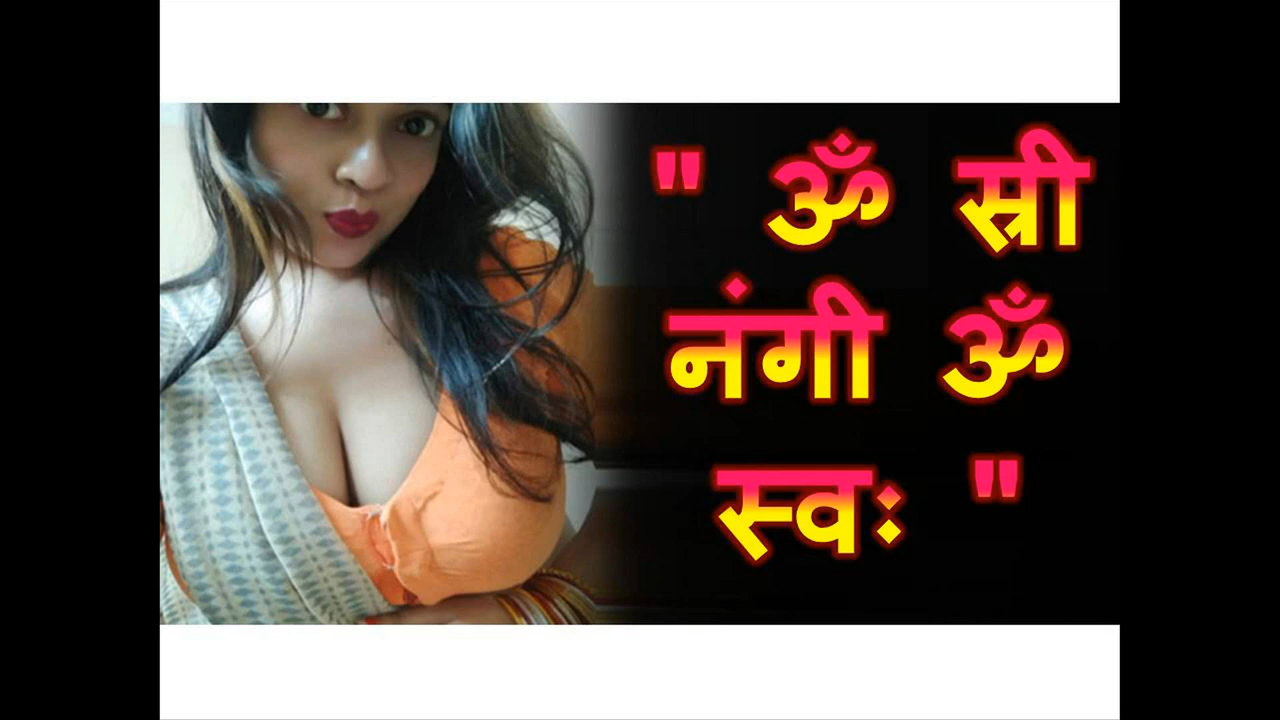 " ॐ स्री
नंगी ॐ
स्वः "